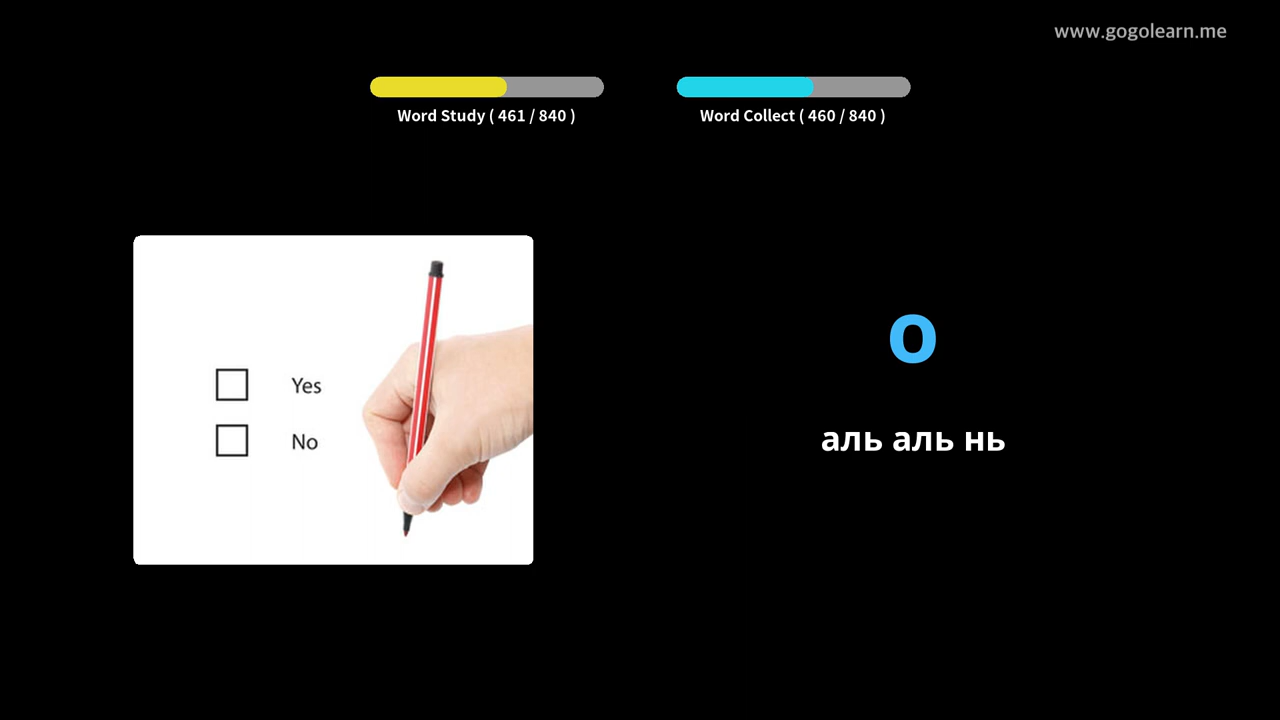 www.gogolearn.me
Word Study ( 461 / 840 )
Word Collect ( 460 / 840 )
Yes
No
o
аль аль нь